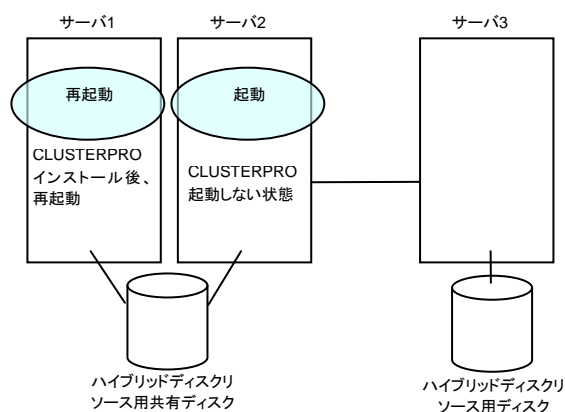 サーバ1
サーバ2
サーバ3
再起動
起動
CLUSTERPRO
インストール後、
再起動
CLUSTERPRO
起動しない状態
ハイブリッドディスクリ
ソース用共有ディスク
ハイブリッドディスクリ
ソース用ディスク